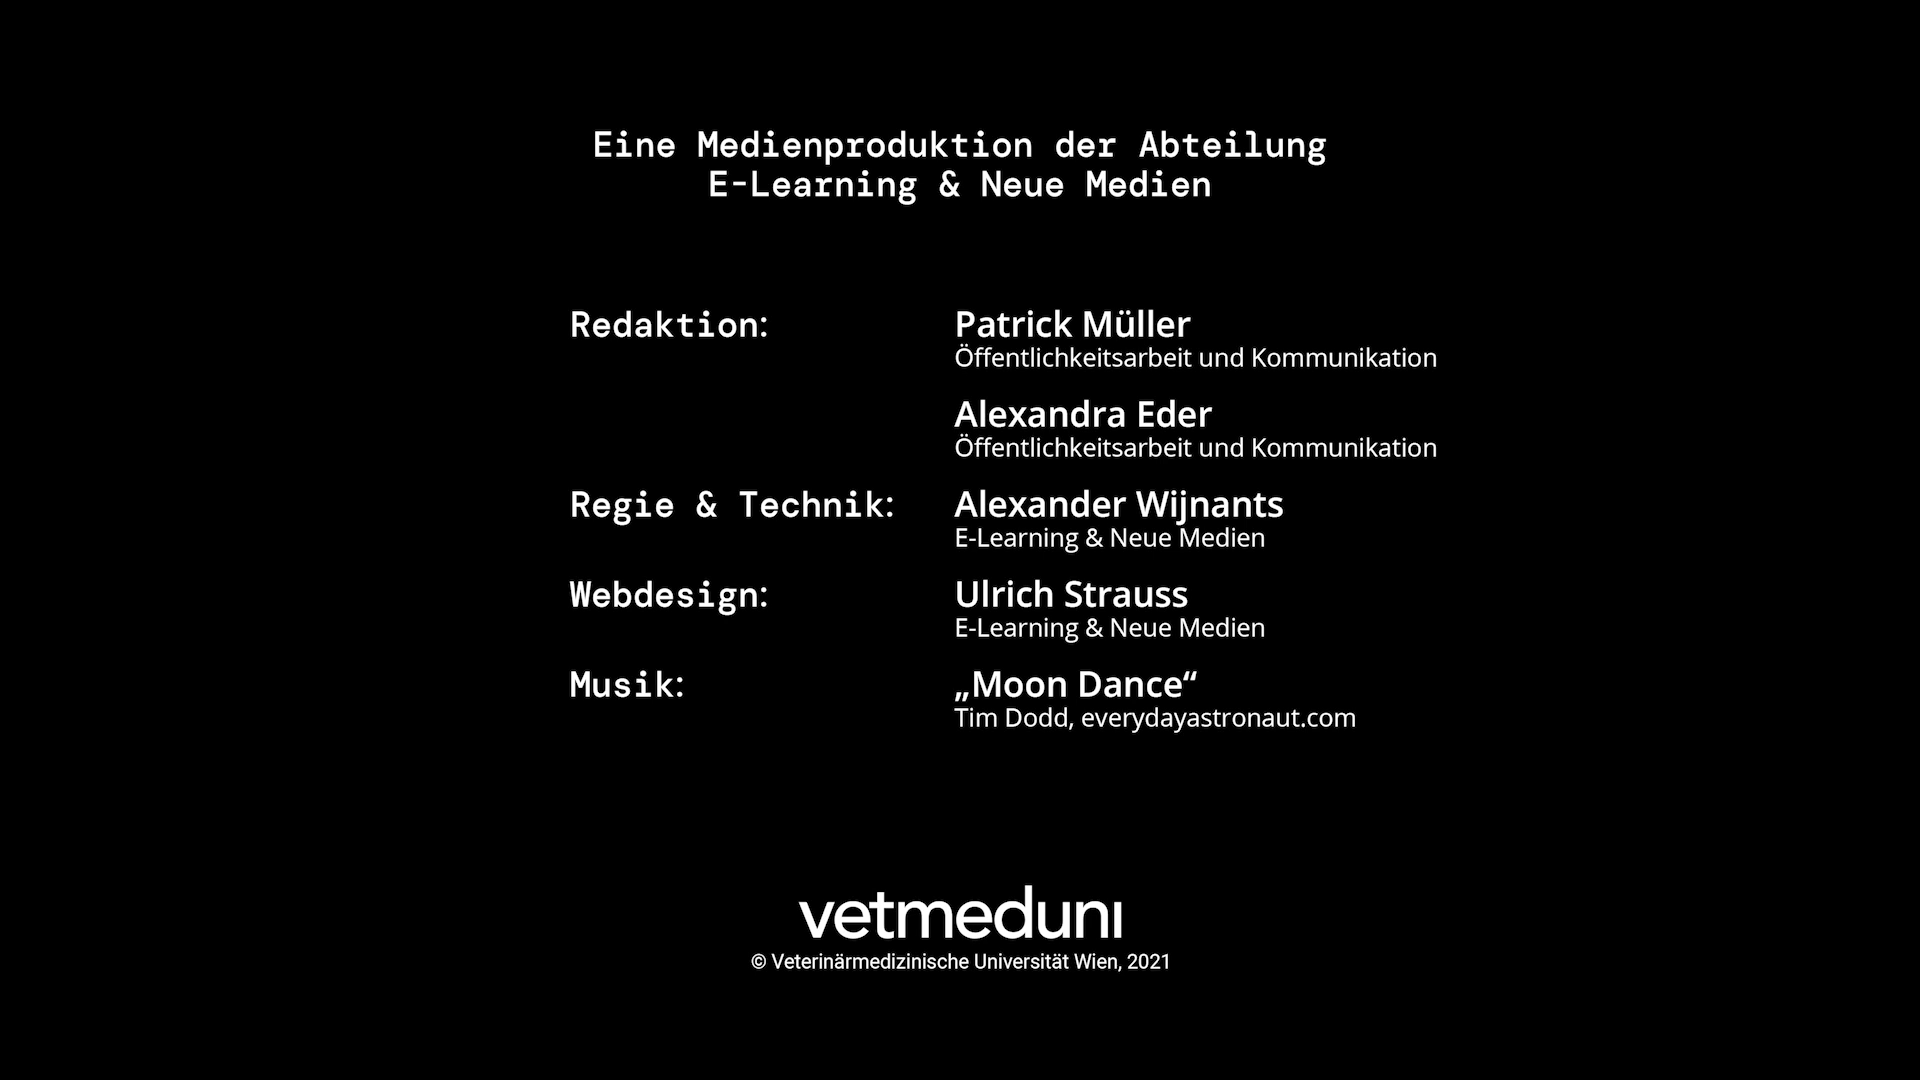 Eine Medienproduktion der Abteilung
E-Learning & Neue Medien
Redaktion: Patrick Müller
Öffentlichkeitsarbeit und Kommunikation
Alexandra Eder
Öffentlichkeitsarbeit und Kommunikation
Regie & Technik: Alexander Wijnants
E-Learning & Neue Medien
Webdesign: Ulrich Strauss
E-Learning & Neue Medien
Musik: „Moon Dance“
Tim Dodd, everydayastronaut.com
vetmeduni
© Veterinärmedizinische Universität Wien, 2021